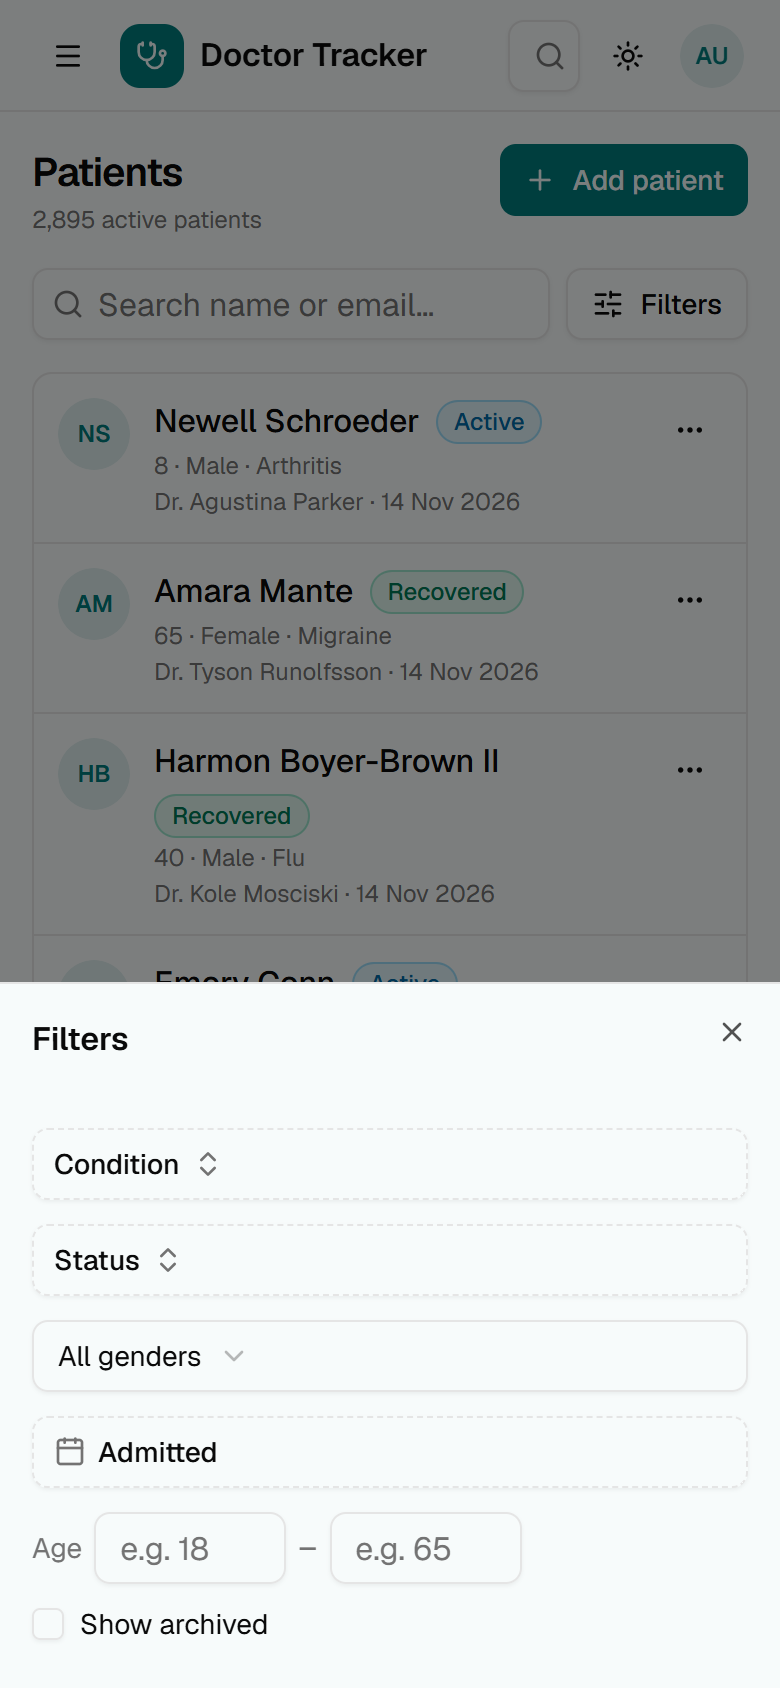 Doctor Tracker
AU
Patients
2,895 active patients
Add patient
Search name or email...
Filters
NS
Newell Schroeder
Active
8 · Male · Arthritis
Dr. Agustina Parker · 14 Nov 2026
AM
Amara Mante
Recovered
65 · Female · Migraine
Dr. Tyson Runolfsson · 14 Nov 2026
HB
Harmon Boyer-Brown II
Recovered
40 · Male · Flu
Dr. Kole Mosciski · 14 Nov 2026
Emory Conn
Active
Filters
Condition
Status
All genders
Admitted
Age
e.g. 18
–
e.g. 65
Show archived